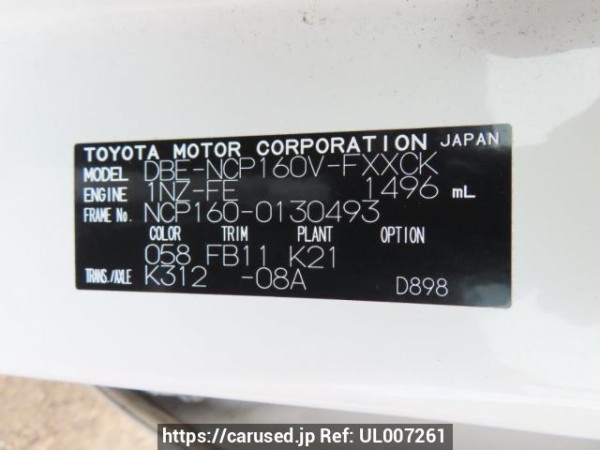 TOYOTA MOTOR CORPORATION JAPAN
MODEL DBE-NCP160V-FXXCK
ENGINE 1NZ-FE 1496 mL
FRAME No. NCP160-0130493
COLOR TRIM PLANT OPTION
058 FB11 K21
TRANS./AXLE K312 -08A D898
https://carused.jp Ref: UL007261